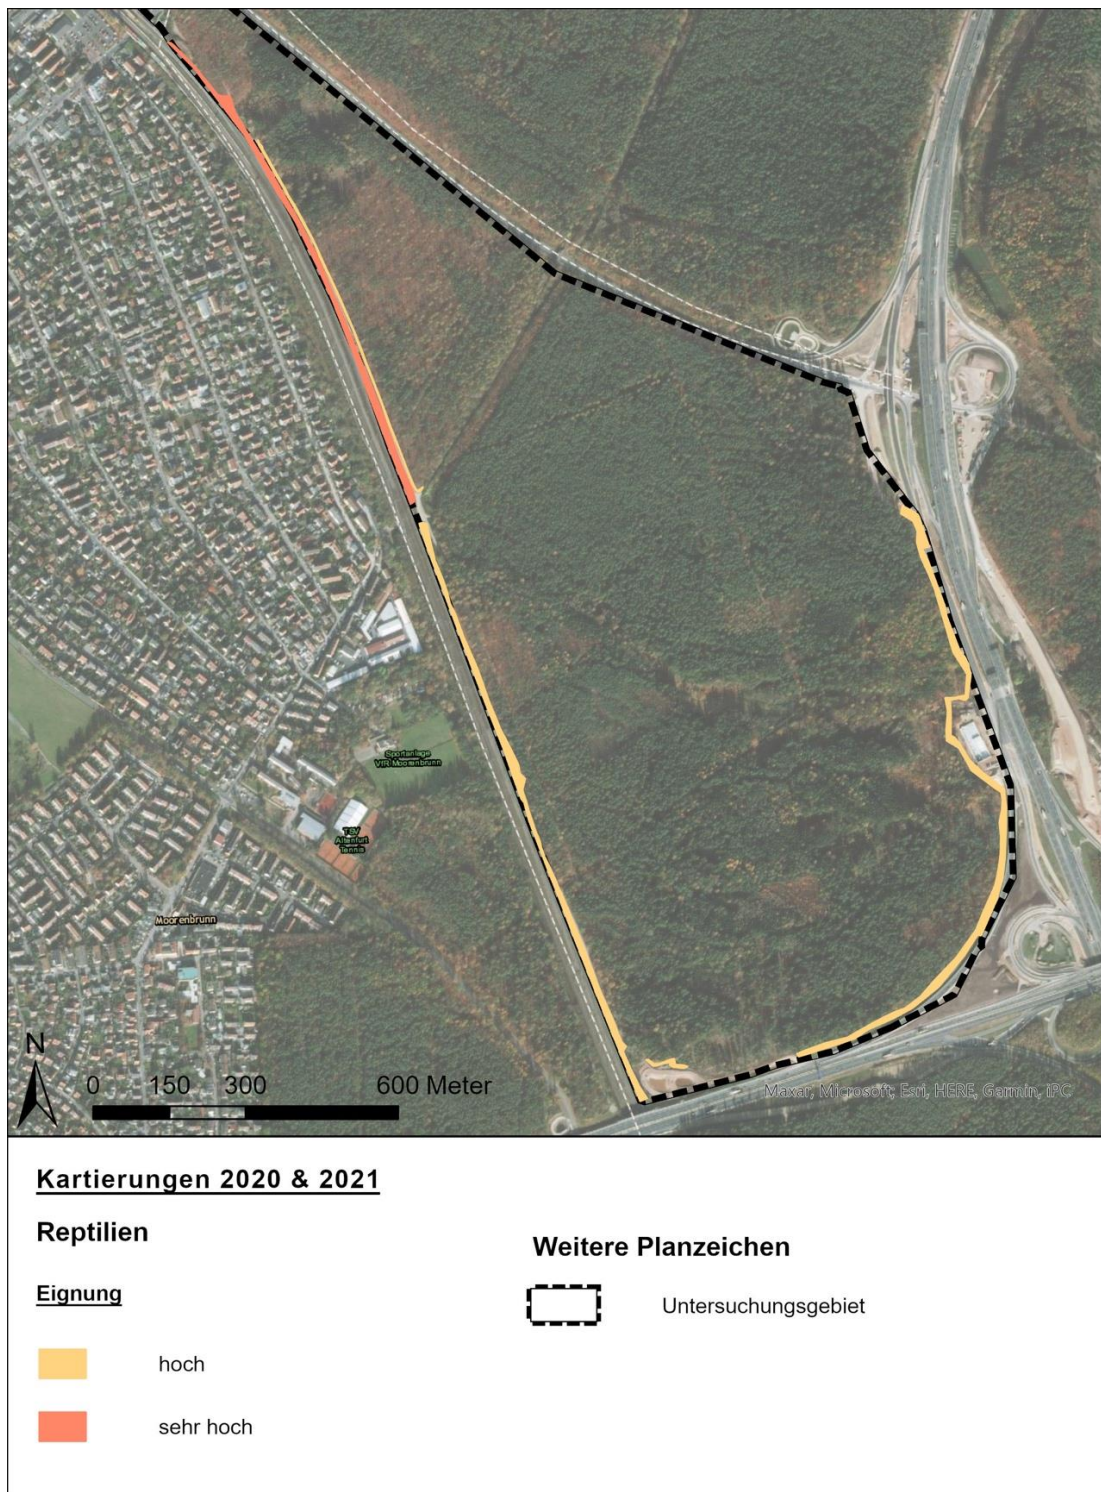 Sportanlage
VfR Moorenbrunn
TSV
Altenfurt
Tennis
Moorenbrunn
N
0 150 300 600 Meter
Maxar, Microsoft, Esri, HERE, Garmin, iPC
Kartierungen 2020 & 2021
Reptilien
Weitere Planzeichen
Eignung
Untersuchungsgebiet
hoch
sehr hoch